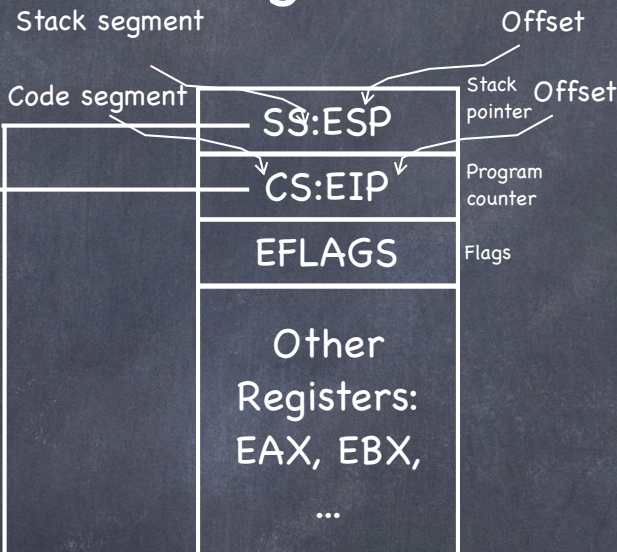 Stack segment
Offset
Code segment
SS:ESP
Stack
pointer
Offset
CS:EIP
Program
counter
EFLAGS
Flags
Other
Registers:
EAX, EBX,
...